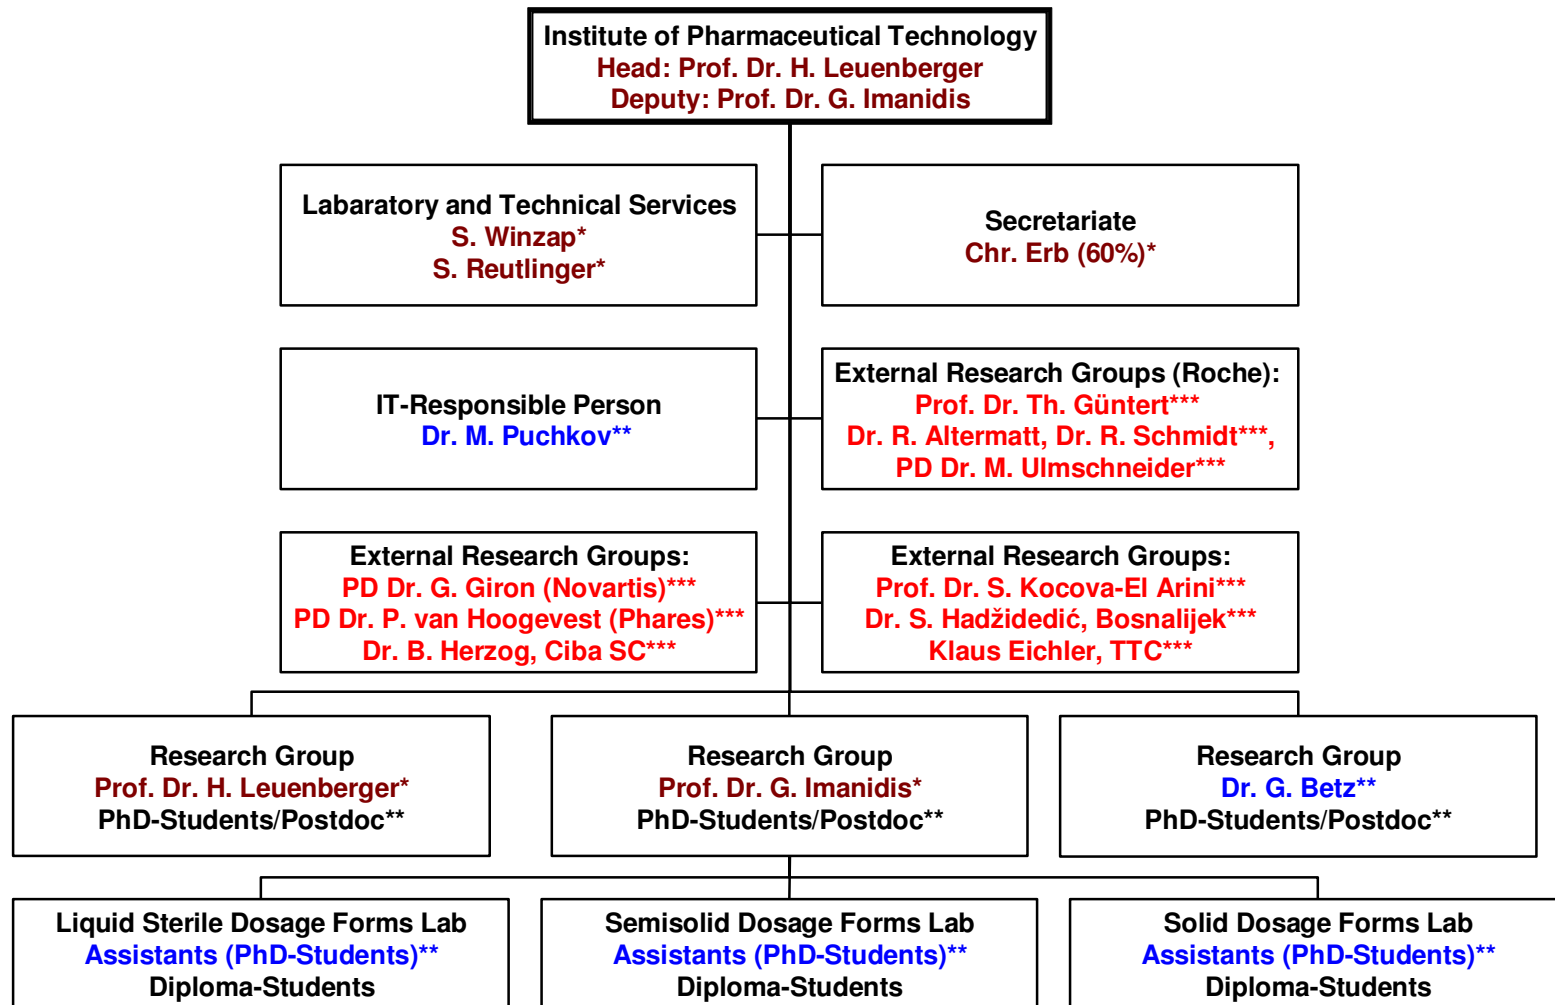 Institute of Pharmaceutical Technology
Head: Prof. Dr. H. Leuenberger
Deputy: Prof. Dr. G. Imanidis
Labaratory and Technical Services
S. Winzap*
S. Reutlinger*
Secretariate
Chr. Erb (60%)*
IT-Responsible Person
Dr. M. Puchkov**
External Research Groups (Roche):
Prof. Dr. Th. Güntert***
Dr. R. Altermatt, Dr. R. Schmidt***,
PD Dr. M. Ulmschneider***
External Research Groups:
PD Dr. G. Giron (Novartis)***
PD Dr. P. van Hoogevest (Phares)***
Dr. B. Herzog, Ciba SC***
External Research Groups:
Prof. Dr. S. Kocova-El Arini***
Dr. S. Hadžidedić, Bosnalijek***
Klaus Eichler, TTC***
Research Group
Prof. Dr. H. Leuenberger*
PhD-Students/Postdoc**
Research Group
Prof. Dr. G. Imanidis*
PhD-Students/Postdoc**
Research Group
Dr. G. Betz**
PhD-Students/Postdoc**
Liquid Sterile Dosage Forms Lab
Assistants (PhD-Students)**
Diploma-Students
Semisolid Dosage Forms Lab
Assistants (PhD-Students)**
Diploma-Students
Solid Dosage Forms Lab
Assistants (PhD-Students)**
Diploma-Students